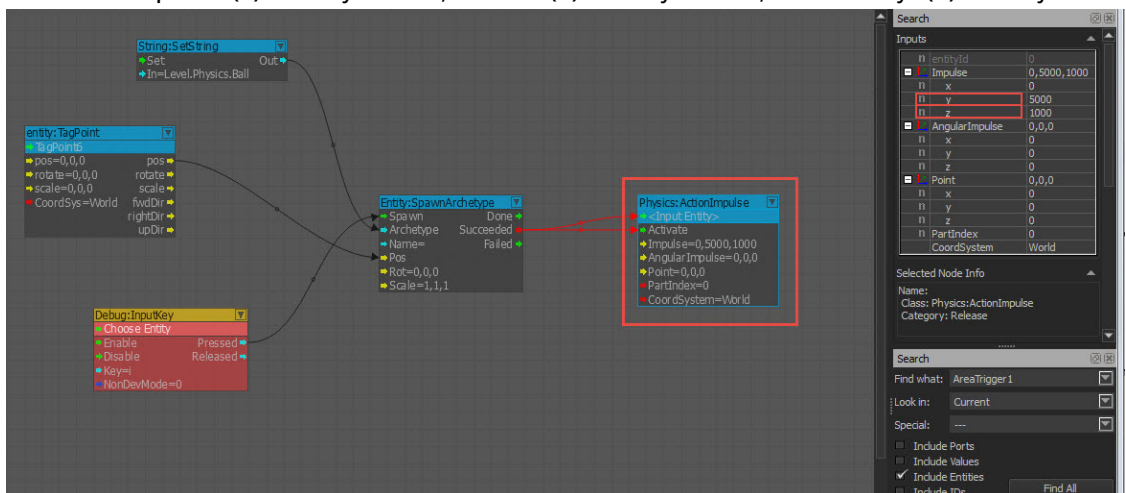 String:SetString
Set Out
In=Level.Physics.Ball
entity:TagPoint
TagPoint6
pos=0,0,0 pos
rotate=0,0,0 rotate
scale=0,0,0 scale
CoordSys=World fwdDir
rightDir
upDir
Debug:InputKey
Choose Entity
Enable Pressed
Disable Released
Key=i
NonDevMode=0
Entity:SpawnArchetype
Spawn Done
Archetype Succeeded
Name= Failed
Pos
Rot=0,0,0
Scale=1,1,1
Physics:ActionImpulse
<Input Entity>
Activate
Impulse=0,5000,1000
AngularImpulse=0,0,0
Point=0,0,0
PartIndex=0
CoordSystem=World
Search
Inputs
n entityId 0
Impulse 0,5000,1000
n x 0
n y 5000
n z 1000
AngularImpulse 0,0,0
n x 0
n y 0
n z 0
Point 0,0,0
n x 0
n y 0
n z 0
n PartIndex 0
CoordSystem World
Selected Node Info
Name:
Class: Physics:ActionImpulse
Category: Release
Search
Find what: AreaTrigger1
Look in: Current
Special: ---
Include Ports
Include Values
Include Entities
Include IDs Find All